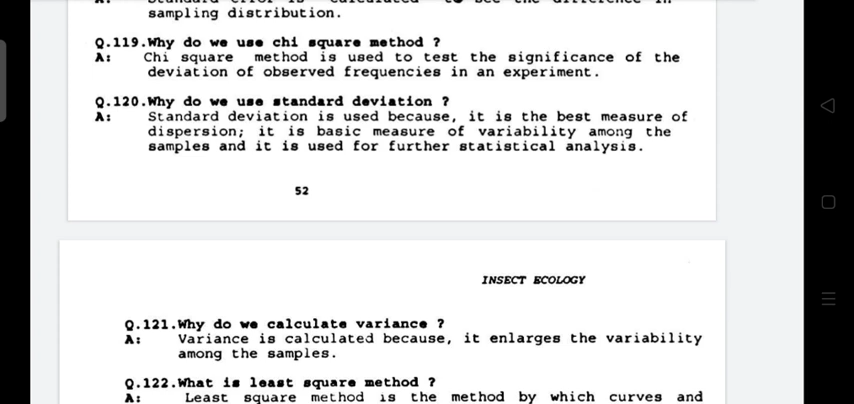 sampling distribution.
Q.119.Why do we use chi square method ?
A: Chi square method is used to test the significance of the
deviation of observed frequencies in an experiment.
Q.120.Why do we use standard deviation ?
A: Standard deviation is used because, it is the best measure of
dispersion; it is basic measure of variability among the
samples and it is used for further statistical analysis.
52
INSECT ECOLOGY
Q.121.Why do we calculate variance ?
A: Variance is calculated because, it enlarges the variability
among the samples.
Q.122.What is least square method ?
A: Least square method is the method by which curves and